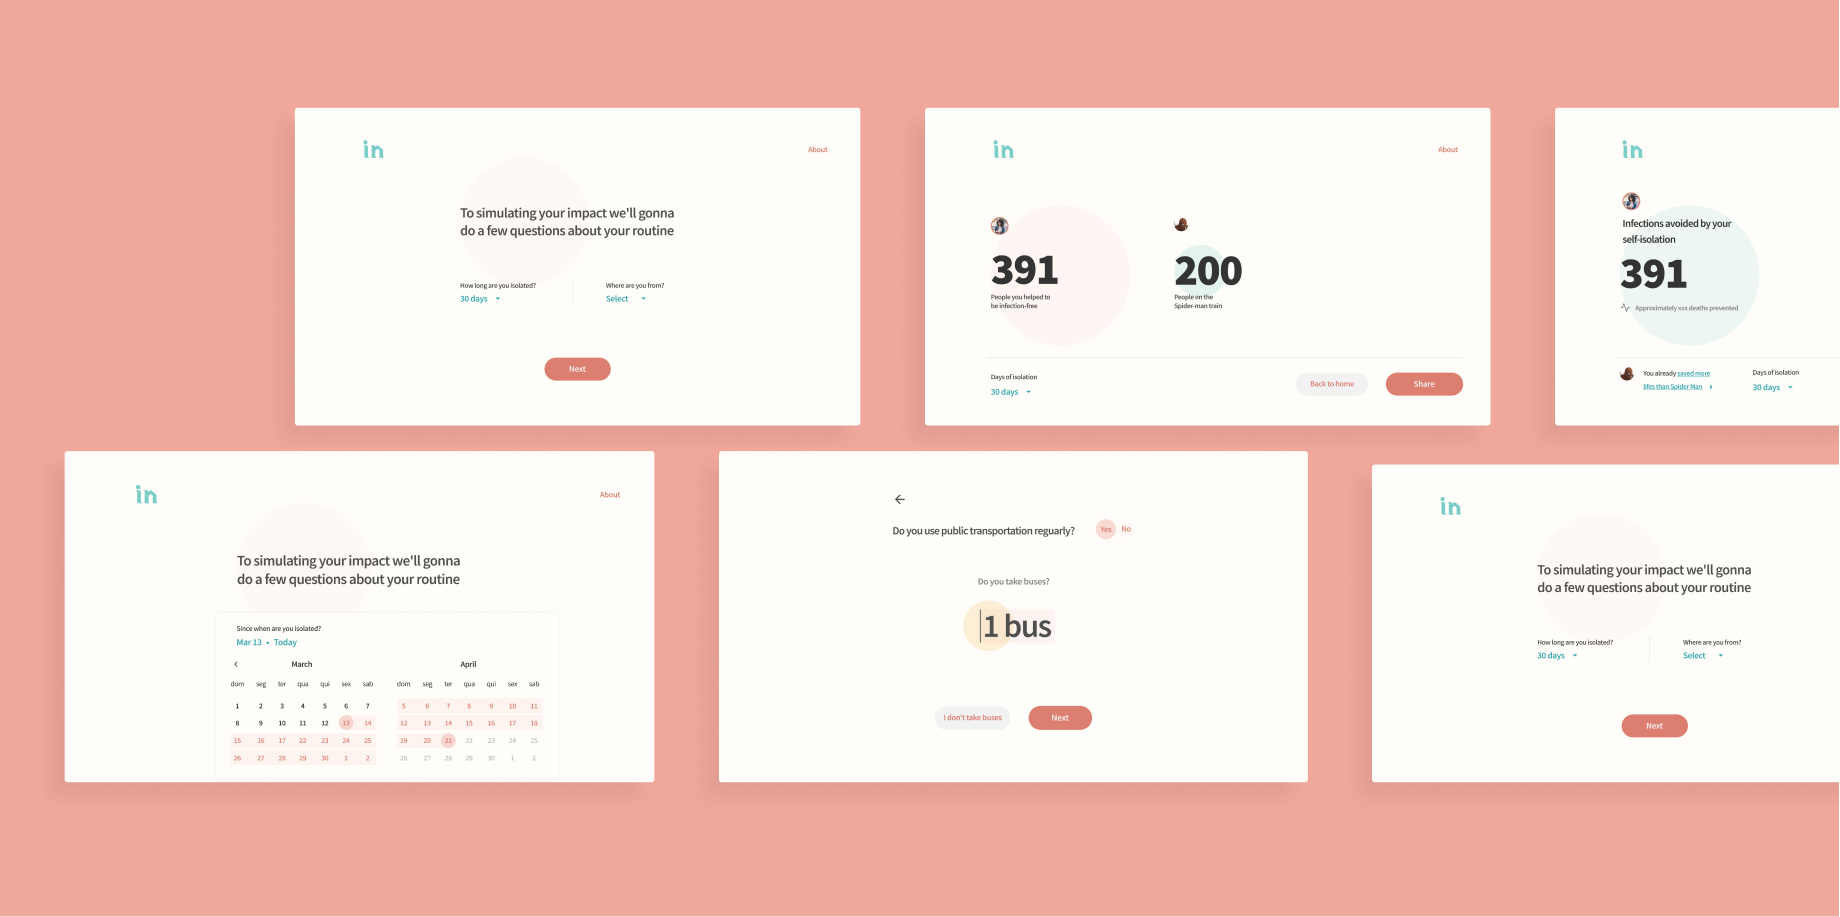 in
About
To simulating your impact we'll gonna
do a few questions about your routine
How long are you isolated?
30 days
Where are you from?
Select
Next
in
About
391
People you helped to
be infection-free
200
People on the
Spider-man train
Days of isolation
30 days
Back to home
Share
in
Infections avoided by your
self-isolation
391
Approximately xxx deaths prevented
You already saved more
lifes than Spider Man
Days of isolation
30 days
in
About
To simulating your impact we'll gonna
do a few questions about your routine
Since when are you isolated?
Mar 13 • Today
March
dom seg ter qua qui sex sab
1 2 3 4 5 6 7
8 9 10 11 12 13 14
15 16 17 22 23 24 25
26 27 28 29 30 1 2
April
dom seg ter qua qui sex sab
5 6 7 8 9 10 11
12 13 14 15 16 17 18
19 20 21 22 23 24 25
26 27 28 29 30 1 2
Do you use public transportation reguarly?
Yes No
Do you take buses?
1 bus
I don't take buses
Next
in
To simulating your impact we'll gonna
do a few questions about your routine
How long are you isolated?
30 days
Where are you from?
Select
Next